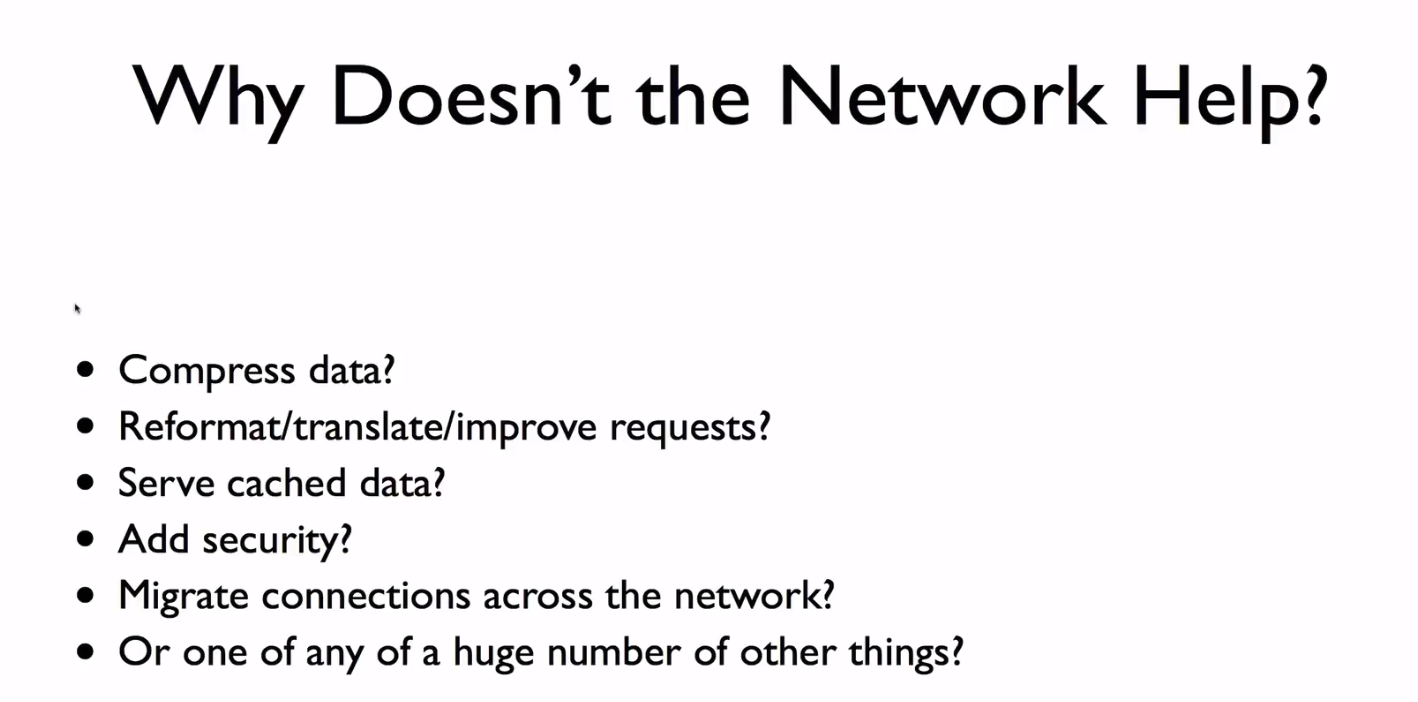 Why Doesn’t the Network Help?
• Compress data?
• Reformat/translate/improve requests?
• Serve cached data?
• Add security?
• Migrate connections across the network?
• Or one of any of a huge number of other things?